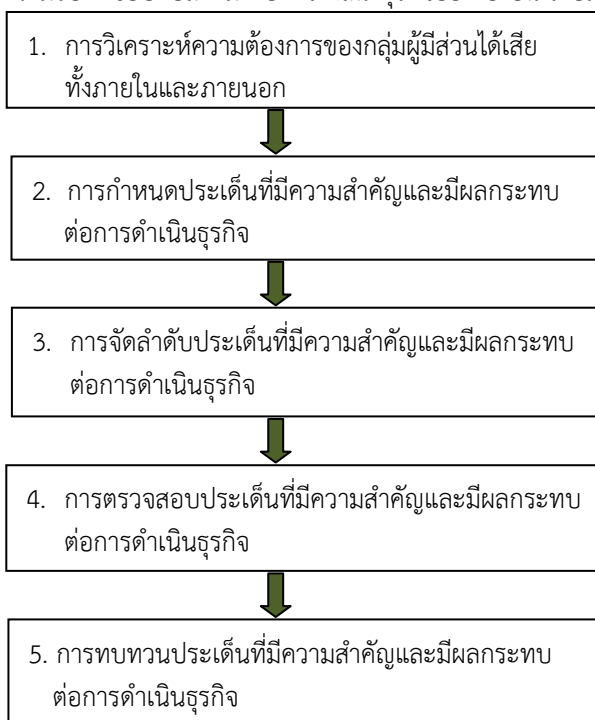 1. การวิเคราะห์ความต้องการของกลุ่มผู้มีส่วนได้เสีย
ทั้งภายในและภายนอก
2. การกำหนดประเด็นที่มีความสำคัญและมีผลกระทบ
ต่อการดำเนินธุรกิจ
3. การจัดลำดับประเด็นที่มีความสำคัญและมีผลกระทบ
ต่อการดำเนินธุรกิจ
4. การตรวจสอบประเด็นที่มีความสำคัญและมีผลกระทบ
ต่อการดำเนินธุรกิจ
5. การทบทวนประเด็นที่มีความสำคัญและมีผลกระทบ
ต่อการดำเนินธุรกิจ